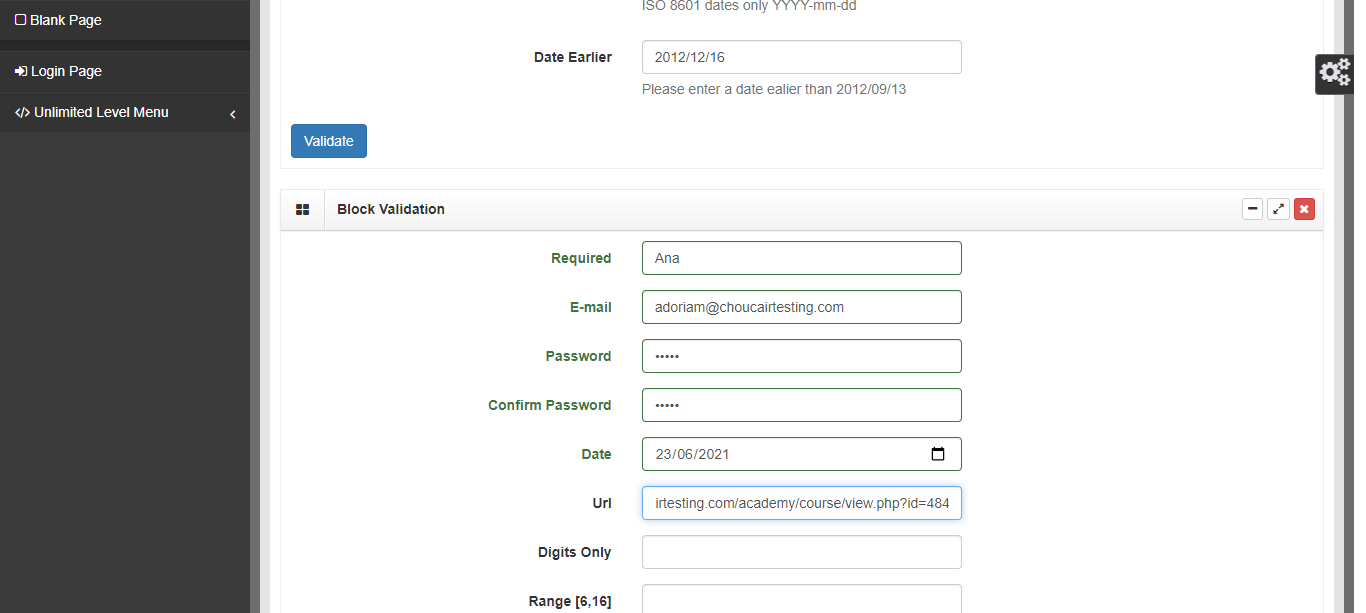 Blank Page
Login Page
Unlimited Level Menu
ISO 8601 dates only YYYY-mm-dd
Date Earlier 2012/12/16
Please enter a date ealier than 2012/09/13
Validate
Block Validation
Required Ana
E-mail adoriam@choucairtesting.com
Password •••••
Confirm Password •••••
Date 23/06/2021
Url irtesting.com/academy/course/view.php?id=484
Digits Only
Range [6,16]